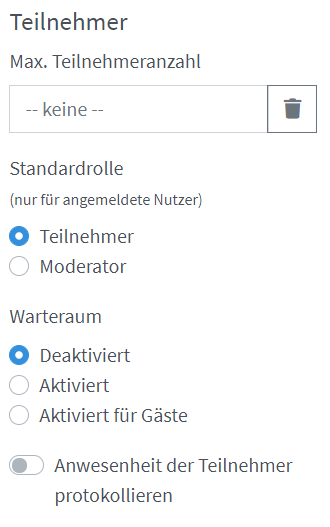 Teilnehmer
Max. Teilnehmeranzahl
-- keine --
Standardrolle
(nur für angemeldete Nutzer)
Teilnehmer
Moderator
Warteraum
Deaktiviert
Aktiviert
Aktiviert für Gäste
Anwesenheit der Teilnehmer
protokollieren